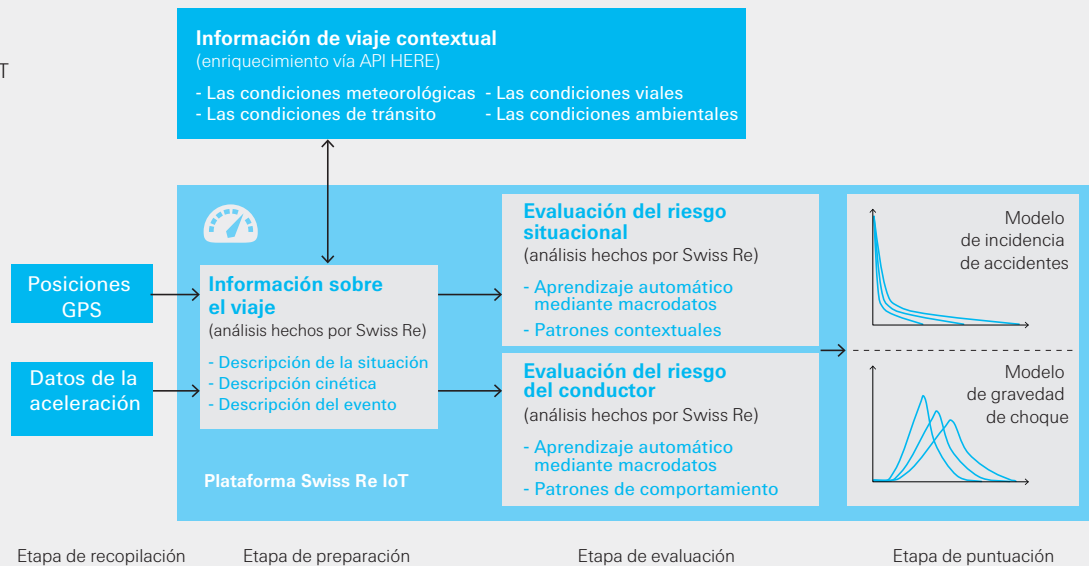 Información de viaje contextual
(enriquecimiento vía API HERE)
- Las condiciones meteorológicas
- Las condiciones viales
- Las condiciones de tránsito
- Las condiciones ambientales
T
Posiciones
GPS
Datos de la
aceleración
Información sobre
el viaje
(análisis hechos por Swiss Re)
- Descripción de la situación
- Descripción cinética
- Descripción del evento
Plataforma Swiss Re IoT
Evaluación del riesgo
situacional
(análisis hechos por Swiss Re)
- Aprendizaje automático
mediante macrodatos
- Patrones contextuales
Evaluación del riesgo
del conductor
(análisis hechos por Swiss Re)
- Aprendizaje automático
mediante macrodatos
- Patrones de comportamiento
Modelo
de incidencia
de accidentes
Modelo
de gravedad
de choque
Etapa de recopilación
Etapa de preparación
Etapa de evaluación
Etapa de puntuación